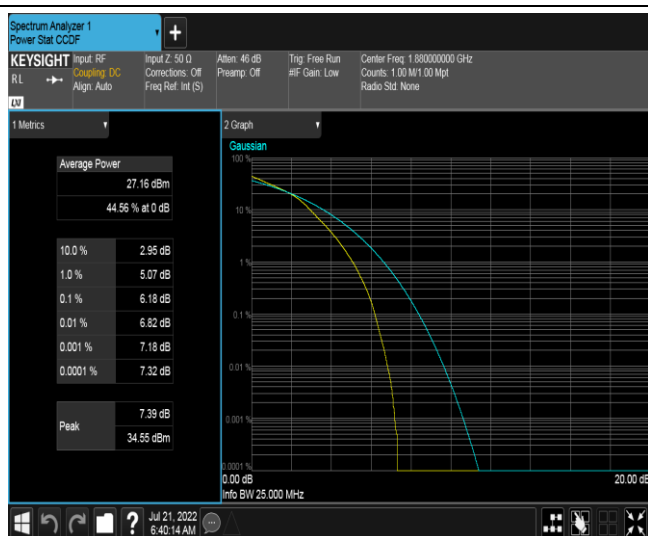 Spectrum Analyzer 1
Power Stat CCDF
+
KEYSIGHT
RL
LXI
Input: RF
Coupling: DC
Align: Auto
Input Z: 50 Ω
Corrections: Off
Freq Ref: Int (S)
Atten: 46 dB
Preamp: Off
Trig: Free Run
#IF Gain: Low
Center Freq: 1.880000000 GHz
Counts: 1.00 M/1.00 Mpt
Radio Std: None
1 Metrics
Average Power
27.16 dBm
44.56 % at 0 dB
10.0 % 2.95 dB
1.0 % 5.07 dB
0.1 % 6.18 dB
0.01 % 6.82 dB
0.001 % 7.18 dB
0.0001 % 7.32 dB
Peak 7.39 dB
34.55 dBm
2 Graph
Gaussian
100 %
10 %
1 %
0.1 %
0.01 %
0.001 %
0.0001 %
0.00 dB 20.00 dB
Info BW 25.000 MHz
?
Jul 21, 2022
6:40:14 AM